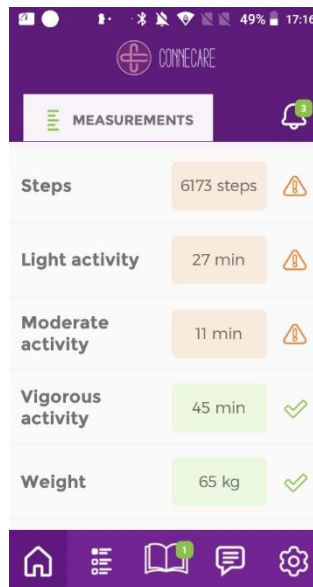 49% 17:16
CONNECARE
MEASUREMENTS
3
Steps 6173 steps
Light activity 27 min
Moderate
activity 11 min
Vigorous
activity 45 min
Weight 65 kg
1